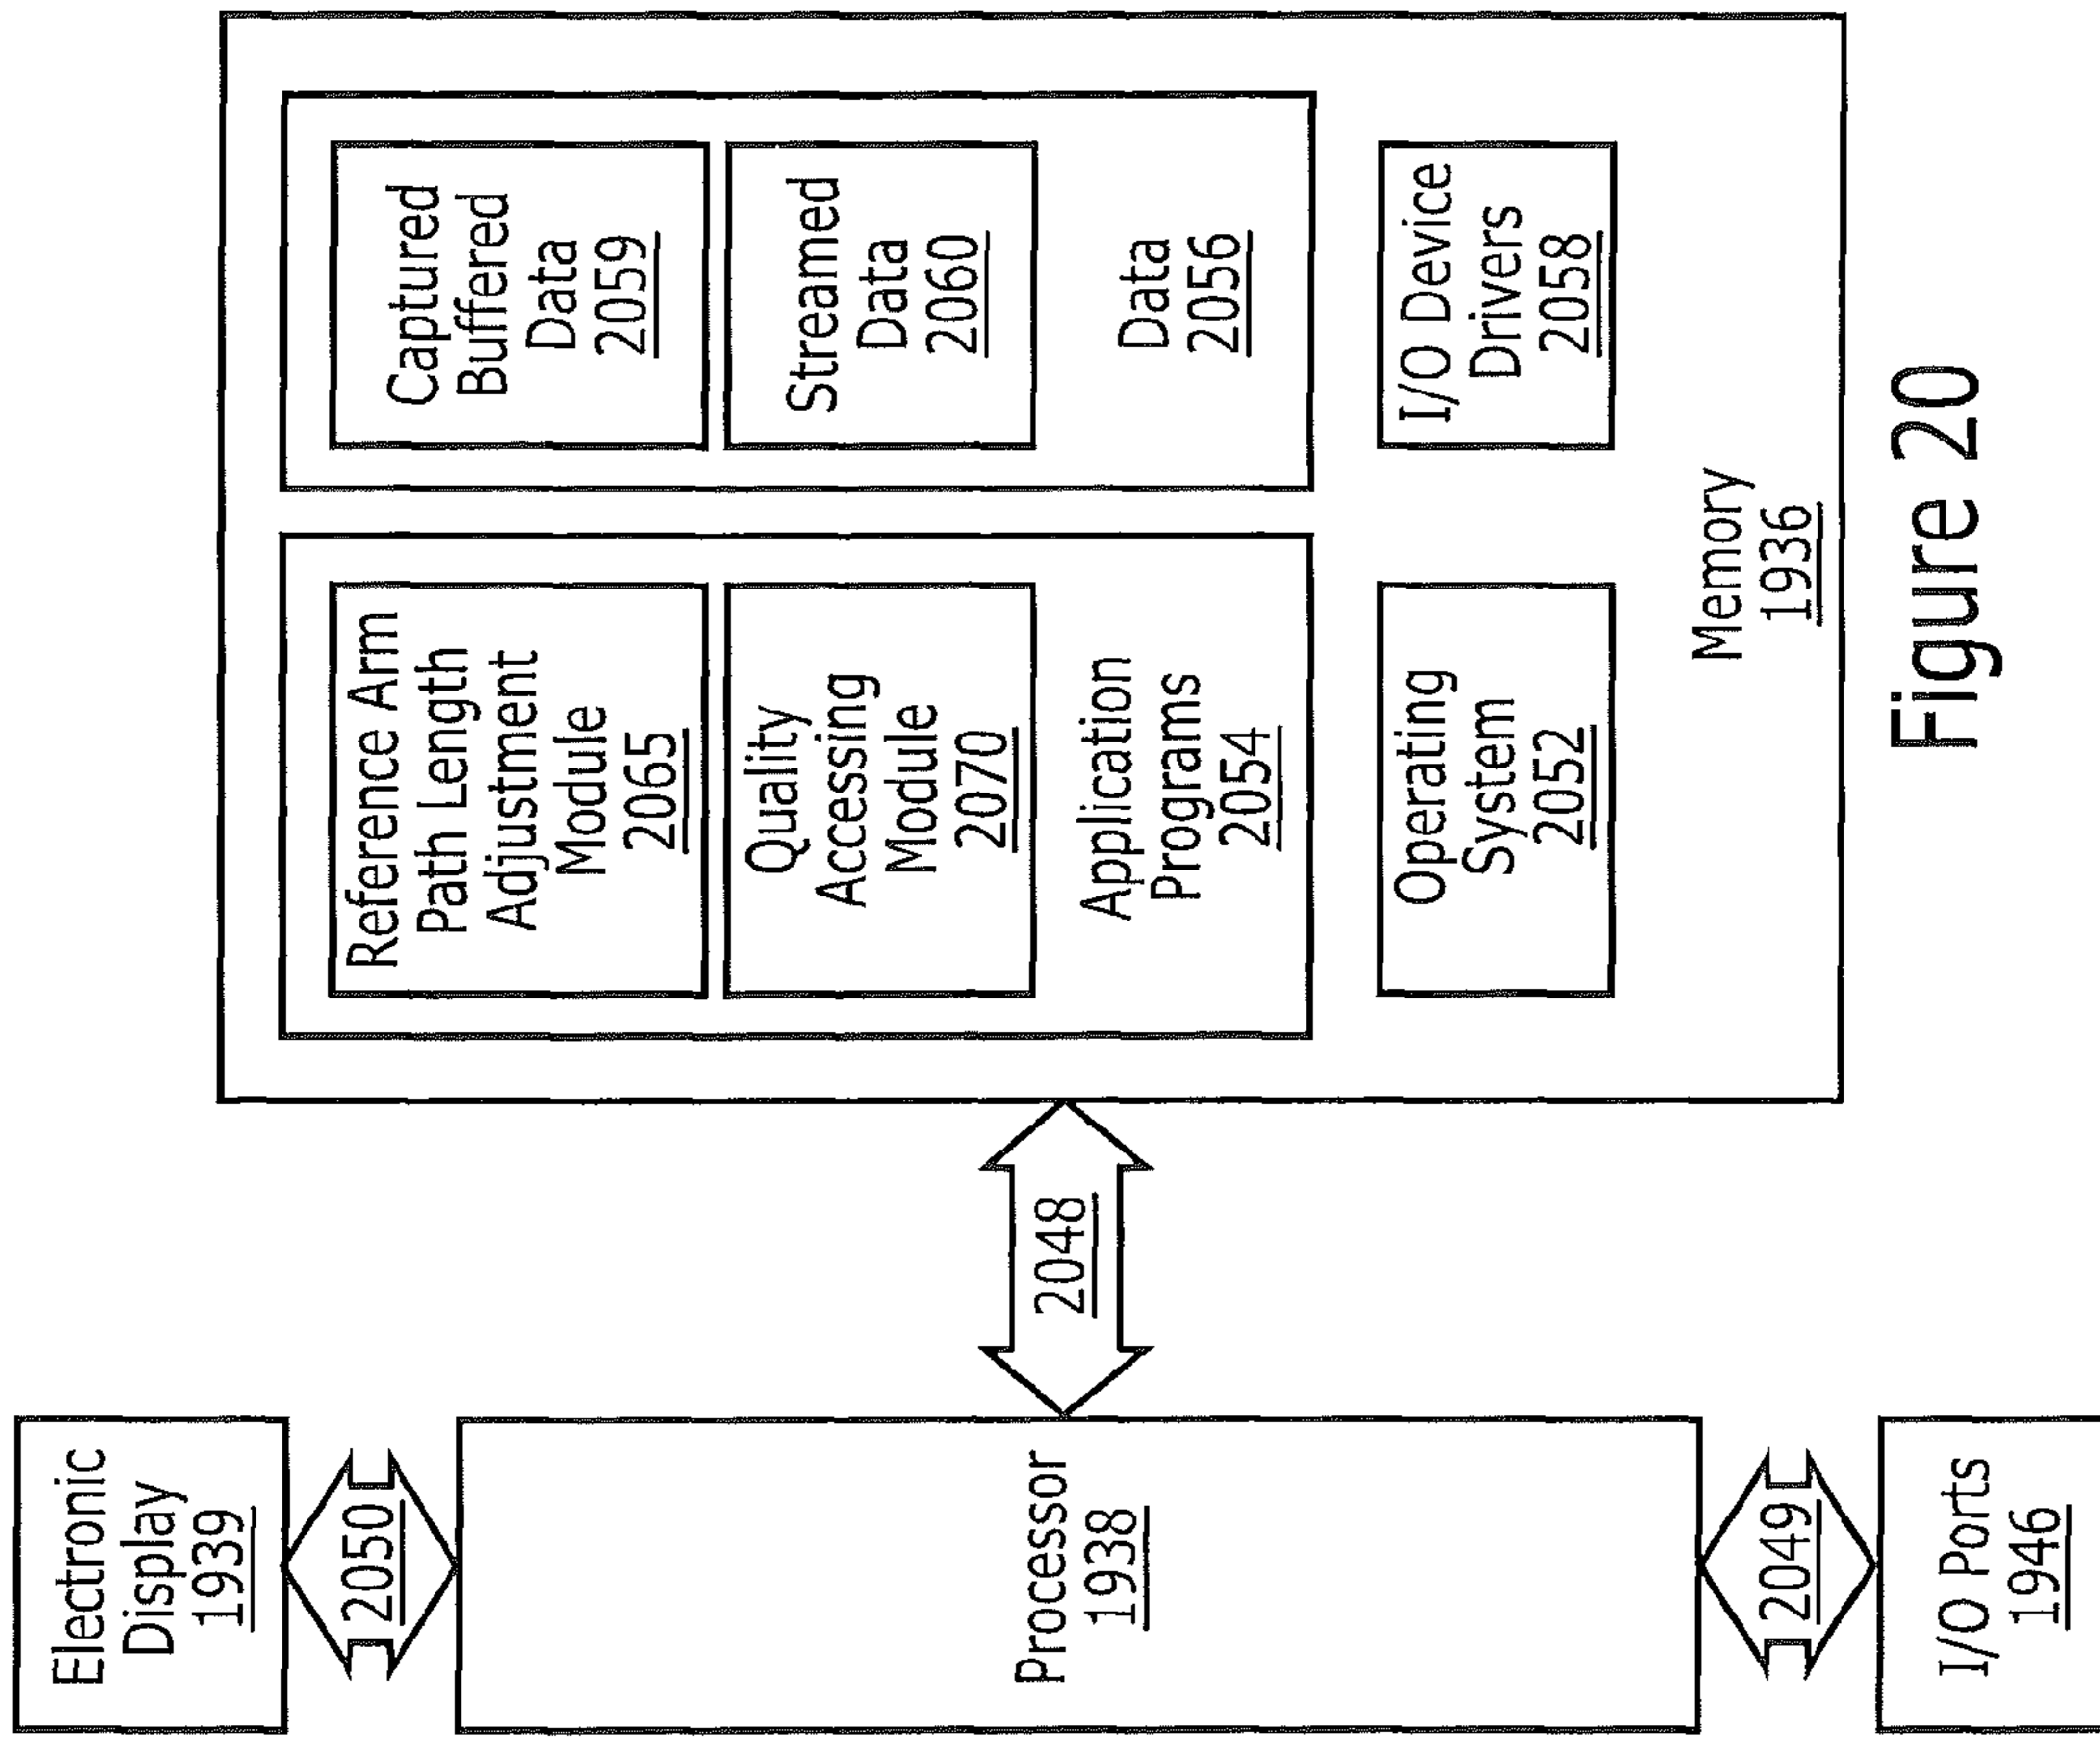 Electronic
Display
1939
2050
Processor
1938
2049
I/O Ports
1946
2048
Reference Arm
Path Length
Adjustment
Module
2065
Quality
Accessing
Module
2070
Application
Programs
2054
Captured
Buffered
Data
2059
Streamed
Data
2060
Data
2056
Operating
System
2052
I/O Device
Drivers
2058
Memory
1936
Figure 20